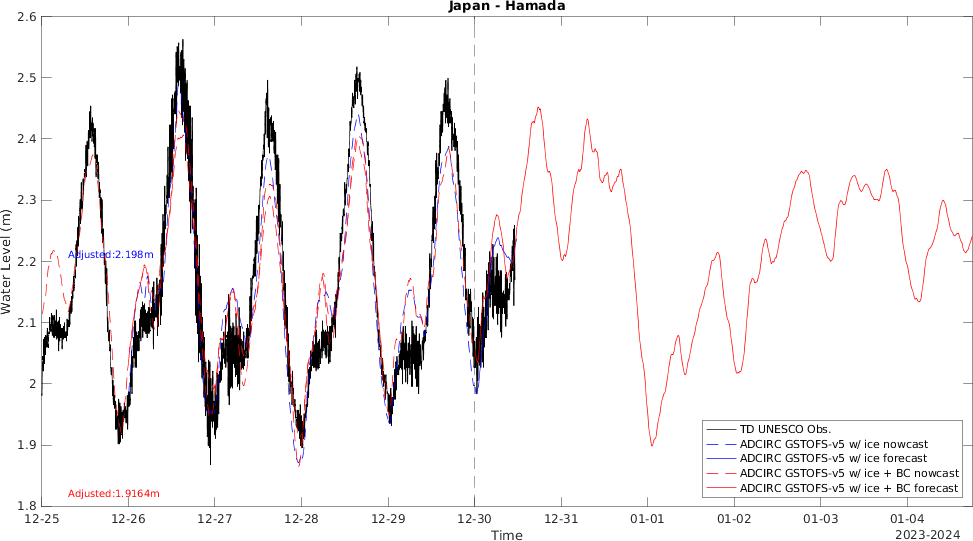 Japan - Hamada
2.6
2.5
2.4
2.3
2.2
2.1
2
1.9
1.8
Water Level (m)
Adjusted:2.198m
Adjusted:1.9164m
TD UNESCO Obs.
ADCIRC GSTOFS-v5 w/ ice nowcast
ADCIRC GSTOFS-v5 w/ ice forecast
ADCIRC GSTOFS-v5 w/ ice + BC nowcast
ADCIRC GSTOFS-v5 w/ ice + BC forecast
12-25 12-26 12-27 12-28 12-29 12-30 12-31 01-01 01-02 01-03 01-04
Time
2023-2024